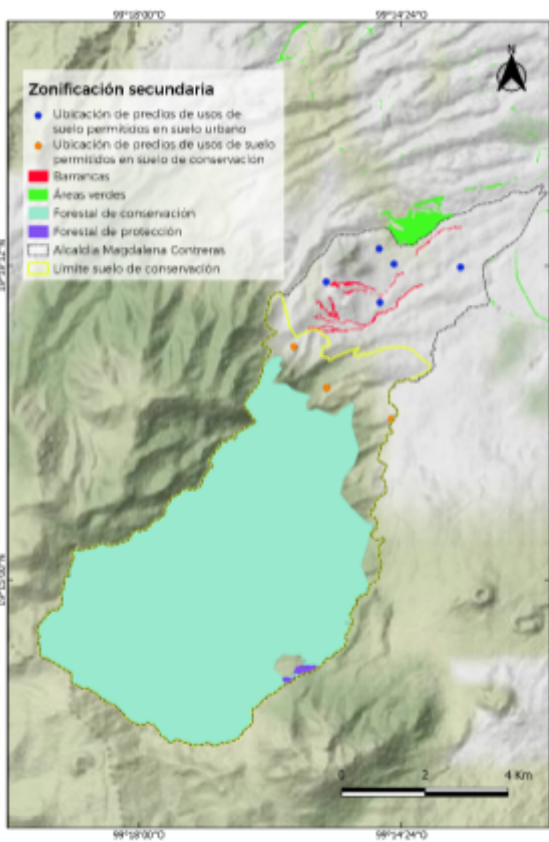 99°18'00"O 99°14'24"O
N
Zonificación secundaria
Ubicación de predios de usos de
suelo permitidos en suelo urbano
Ubicación de predios de usos de suelo
permitidos en suelo de conservación
Barrancas
Áreas verdes
Forestal de conservación
Forestal de protección
Alcaldía Magdalena Contreras
Límite suelo de conservación
0 2 4 Km
99°18'00"O 99°14'24"O